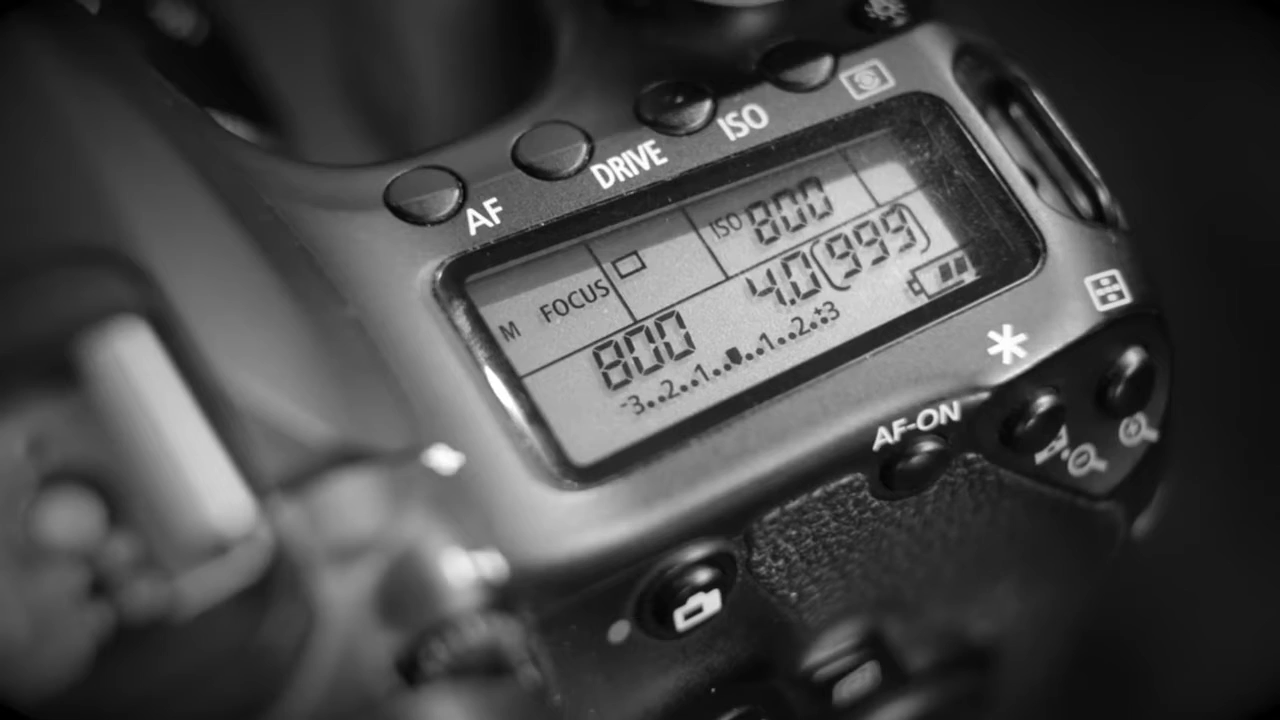 AF DRIVE ISO
M FOCUS ISO 800
800 4.0(999)
-3..2..1..▪..1..2..+3
AF-ON